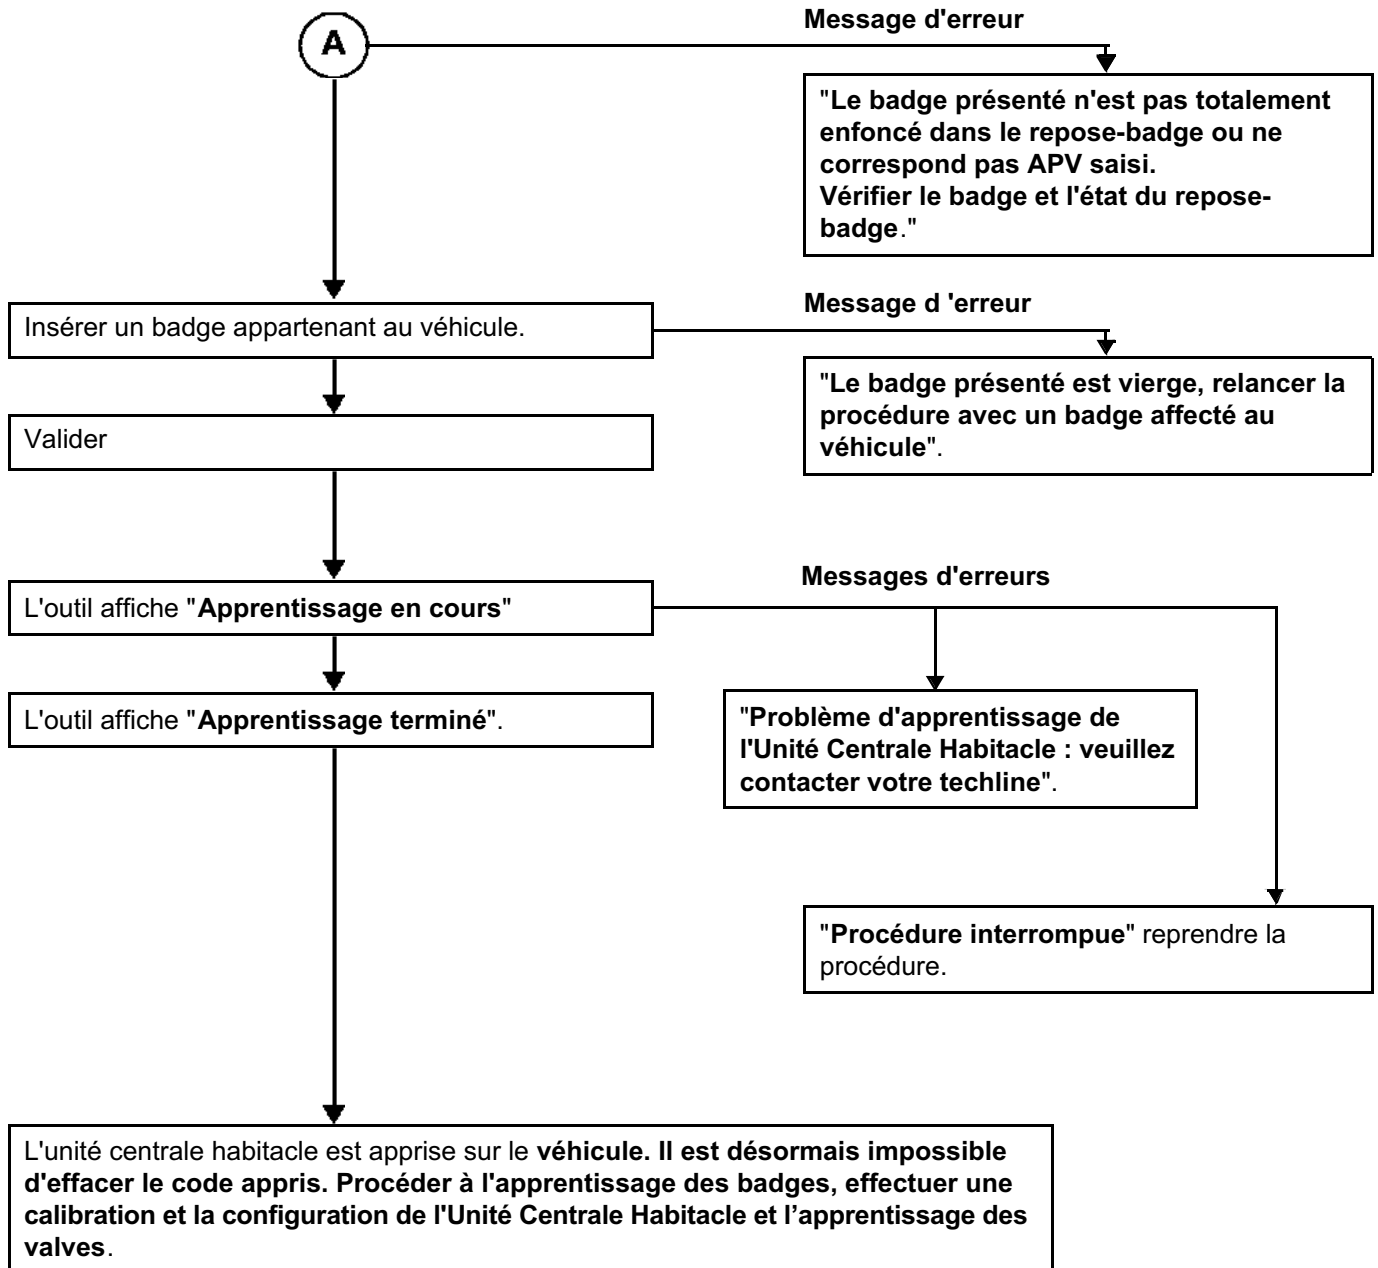 Message d'erreur
A
"Le badge présenté n'est pas totalement
enfoncé dans le repose-badge ou ne
correspond pas APV saisi.
Vérifier le badge et l'état du repose-
badge."
Message d 'erreur
Insérer un badge appartenant au véhicule.
"Le badge présenté est vierge, relancer la
procédure avec un badge affecté au
véhicule".
Valider
Messages d'erreurs
L'outil affiche "Apprentissage en cours"
L'outil affiche "Apprentissage terminé".
"Problème d'apprentissage de
l'Unité Centrale Habitacle : veuillez
contacter votre techline".
"Procédure interrompue" reprendre la
procédure.
L'unité centrale habitacle est apprise sur le véhicule. Il est désormais impossible
d'effacer le code appris. Procéder à l'apprentissage des badges, effectuer une
calibration et la configuration de l'Unité Centrale Habitacle et l’apprentissage des
valves.